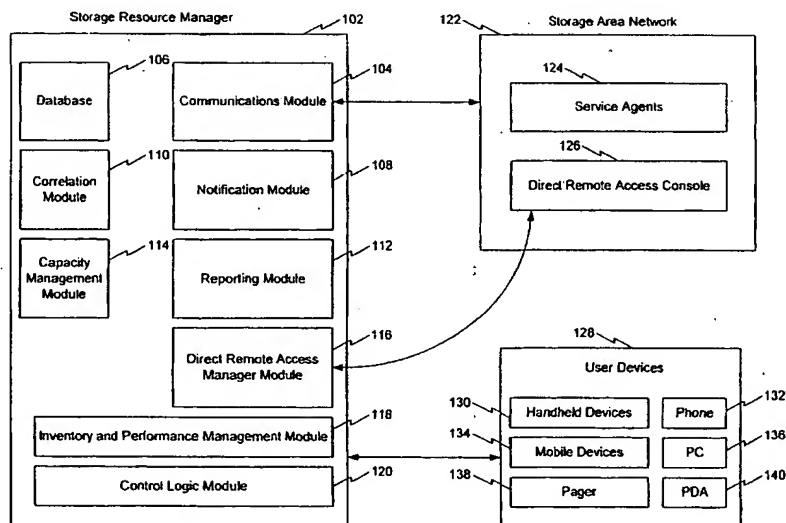 Storage Resource Manager
102
106
104
Database
Communications Module
110
108
Correlation
Module
Notification Module
114
112
Capacity
Management
Module
Reporting Module
116
Direct Remote Access
Manager Module
118
Inventory and Performance Management Module
120
Control Logic Module
122
Storage Area Network
124
Service Agents
126
Direct Remote Access Console
128
User Devices
130
Handheld Devices
Phone
132
134
Mobile Devices
PC
136
138
Pager
PDA
140